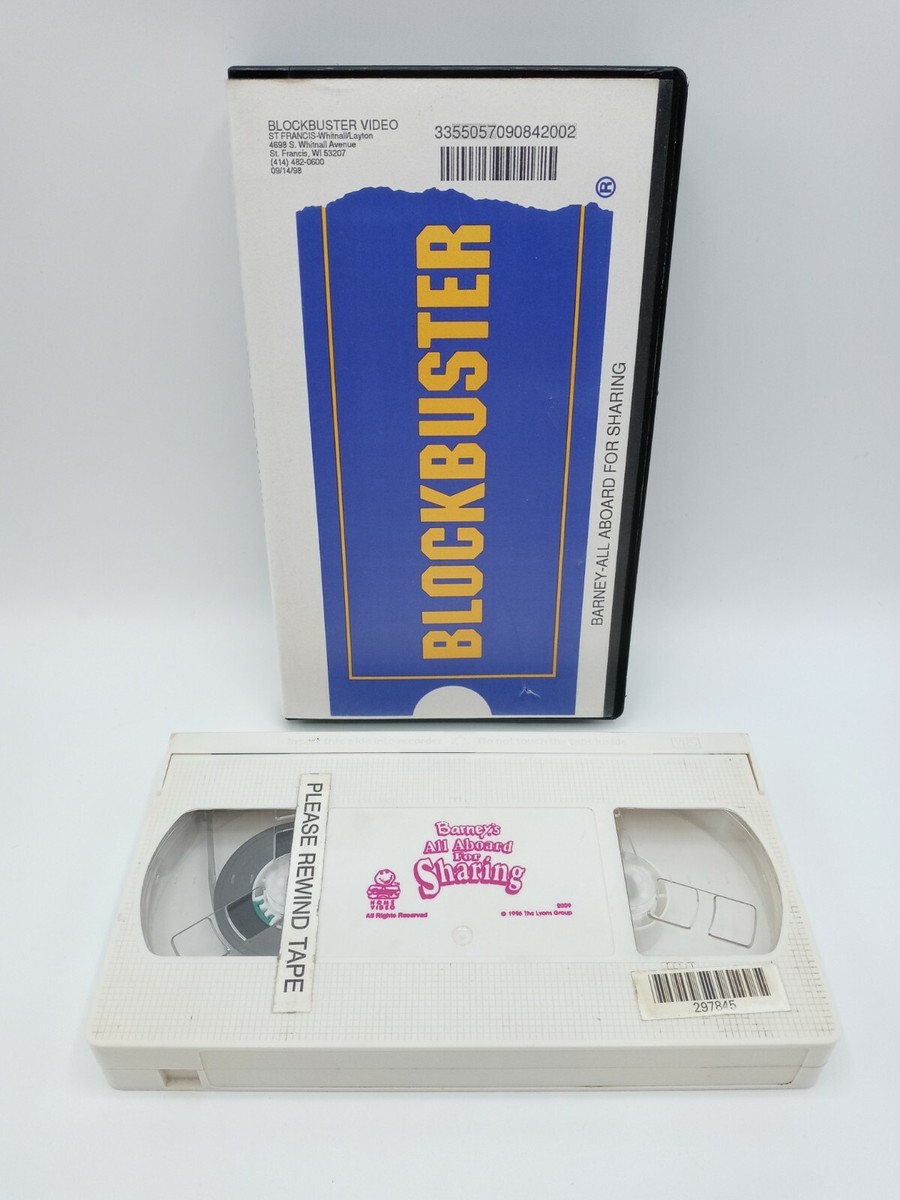 BLOCKBUSTER VIDEO
ST FRANCIS-Whitnall/Layton
4698 S. Whitnall Avenue
St. Francis, WI 53207
(414) 482-0600
09/14/98
3355057090842002
®
BLOCKBUSTER
BARNEY-ALL ABOARD FOR SHARING
PLEASE REWIND TAPE
Barney's
All Aboard
For
Sharing
HOME
VIDEO
All Rights Reserved
2009
© 1996 The Lyons Group
297845